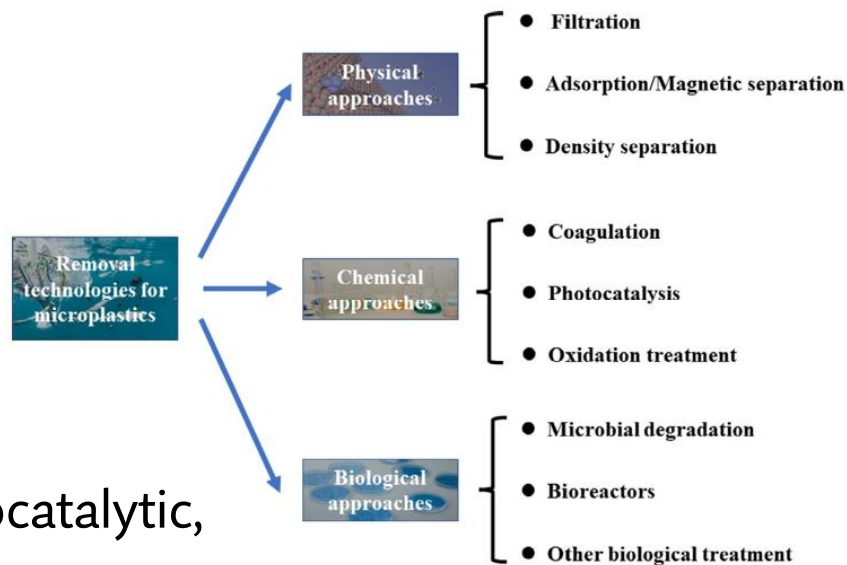 Removal
technologies for
microplastics
Physical
approaches
Filtration
Adsorption/Magnetic separation
Density separation
Chemical
approaches
Coagulation
Photocatalysis
Oxidation treatment
Biological
approaches
Microbial degradation
Bioreactors
Other biological treatment
ocatalytic,